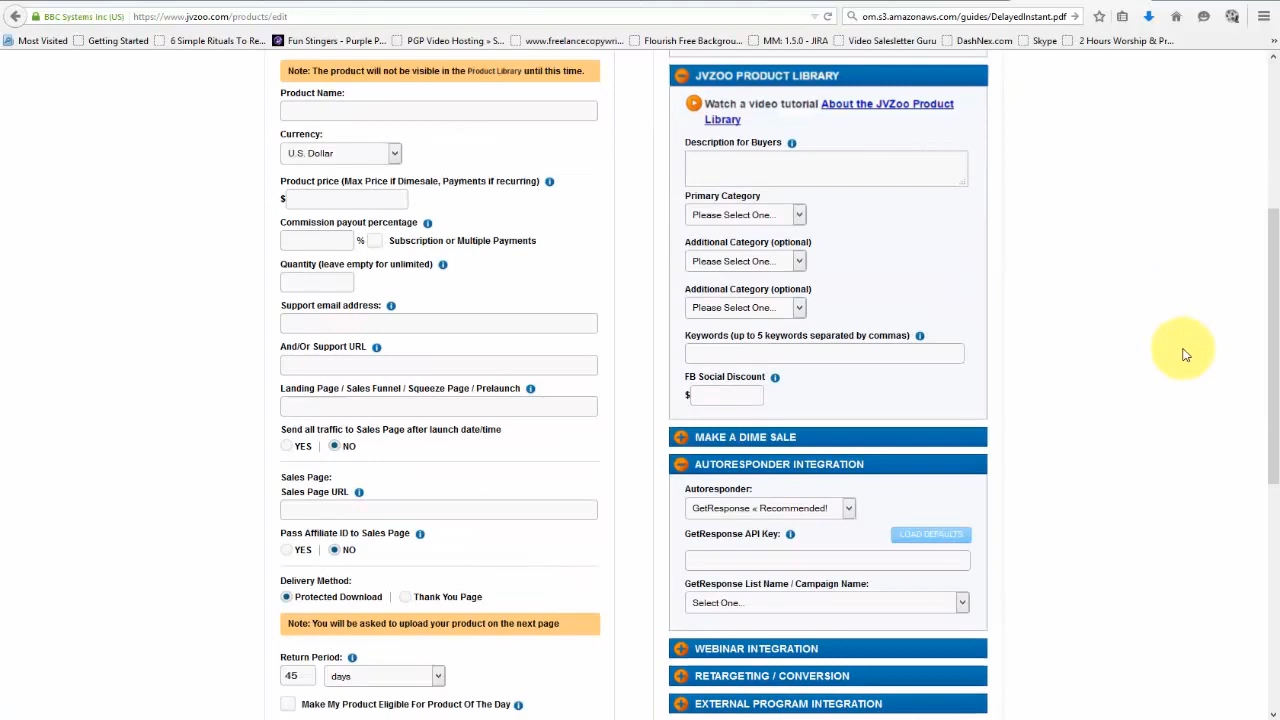 BBC Systems Inc (US)
https://www.jvzoo.com/products/edit
om.s3.amazonaws.com/guides/DelayedInstant.pdf
Most Visited
Getting Started
6 Simple Rituals To Re...
Fun Stingers - Purple P...
PGP Video Hosting » S...
www.freelancecopywri...
Flourish Free Backgrou...
MM: 1.5.0 - JIRA
Video Salesletter Guru
DashNex.com
Skype
2 Hours Worship & Pr...
»
Note: The product will not be visible in the Product Library until this time.
Product Name:
Currency:
U.S. Dollar
Product price (Max Price if Dimesale, Payments if recurring)
$
Commission payout percentage
% Subscription or Multiple Payments
Quantity (leave empty for unlimited)
Support email address:
And/Or Support URL
Landing Page / Sales Funnel / Squeeze Page / Prelaunch
Send all traffic to Sales Page after launch date/time
YES | NO
Sales Page:
Sales Page URL
Pass Affiliate ID to Sales Page
YES | NO
Delivery Method:
Protected Download | Thank You Page
Note: You will be asked to upload your product on the next page
Return Period:
45 days
Make My Product Eligible For Product Of The Day
JVZOO PRODUCT LIBRARY
Watch a video tutorial About the JVZoo Product
Library
Description for Buyers
Primary Category
Please Select One...
Additional Category (optional)
Please Select One...
Additional Category (optional)
Please Select One...
Keywords (up to 5 keywords separated by commas)
FB Social Discount
$
MAKE A DIME SALE
AUTORESPONDER INTEGRATION
Autoresponder:
GetResponse « Recommended!
GetResponse API Key:
LOAD DEFAULTS
GetResponse List Name / Campaign Name:
Select One...
WEBINAR INTEGRATION
RETARGETING / CONVERSION
EXTERNAL PROGRAM INTEGRATION